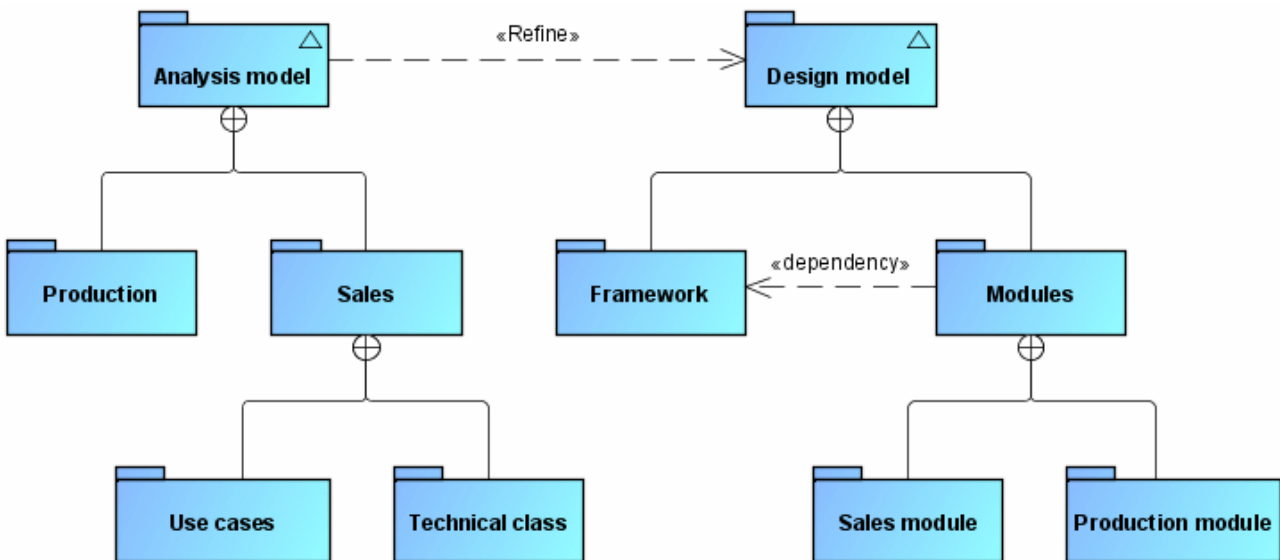 «Refine»
Analysis model
Design model
«dependency»
Production
Sales
Framework
Modules
Use cases
Technical class
Sales module
Production module